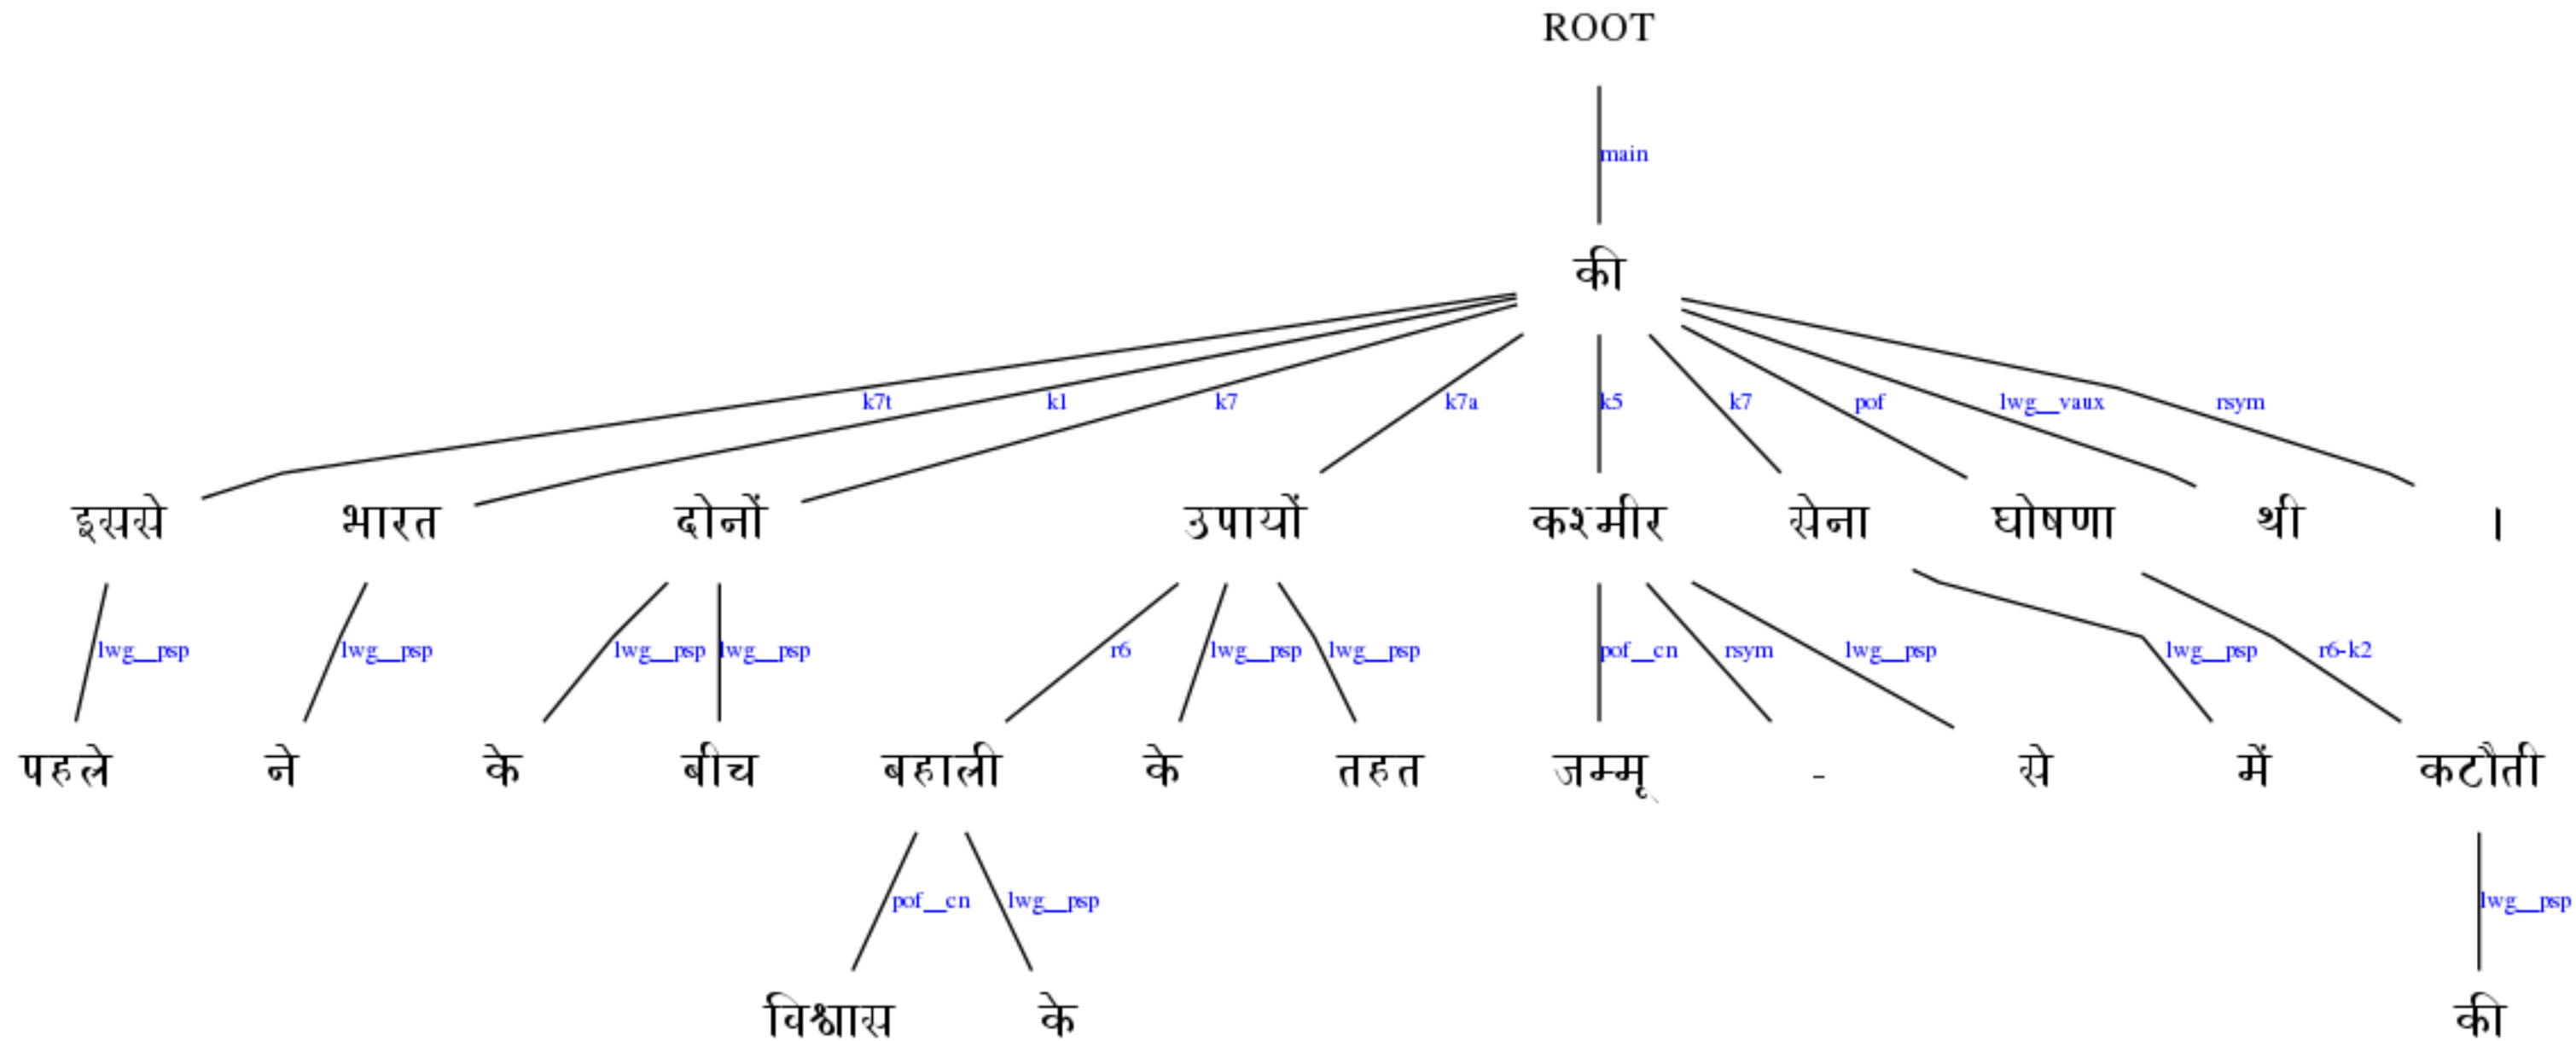 ROOT
main
की
k7t k1 k7 k7a k5 k7 pof lwg__vaux rsym
इससे भारत दोनों उपायों कश्मीर सेना घोषणा थी ।
lwg__psp lwg__psp lwg__psp lwg__psp r6 lwg__psp lwg__psp pof__cn rsym lwg__psp lwg__psp r6-k2
पहले ने के बीच बहाली के तहत जम्मू - से में कटौती
pof__cn lwg__psp lwg__psp
विश्वास के की